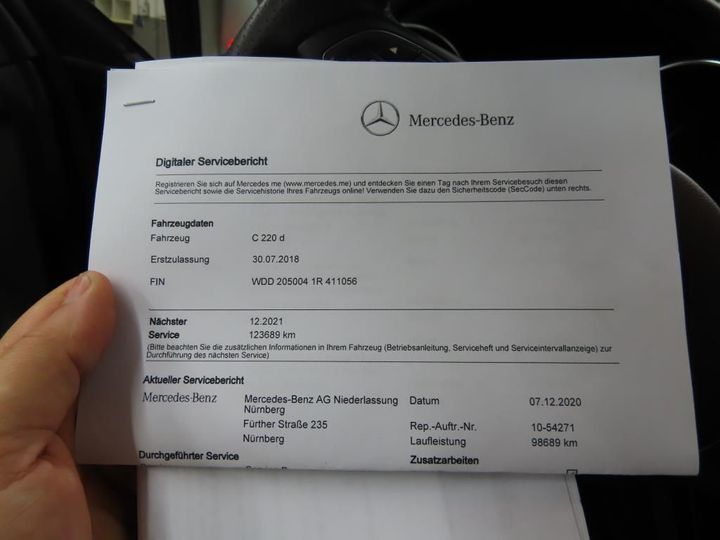 Mercedes-Benz
Digitaler Servicebericht
Registrieren Sie sich auf Mercedes me (www.mercedes.me) und entdecken Sie einen Tag nach Ihrem Servicebesuch diesen
Servicebericht sowie die Servicehistorie Ihres Fahrzeugs online! Verwenden Sie dazu den Sicherheitscode (SecCode) unten rechts.
Fahrzeugdaten
Fahrzeug C 220 d
Erstzulassung 30.07.2018
FIN WDD 205004 1R 411056
Nächster 12.2021
Service 123689 km
(Bitte beachten Sie die zusätzlichen Informationen in Ihrem Fahrzeug (Betriebsanleitung, Serviceheft und Serviceintervallanzeige) zur
Durchführung des nächsten Service)
Aktueller Servicebericht
Mercedes-Benz Mercedes-Benz AG Niederlassung Datum 07.12.2020
Nürnberg
Fürther Straße 235 Rep.-Auftr.-Nr. 10-54271
Nürnberg Laufleistung 98689 km
Durchgeführter Service Zusatzarbeiten